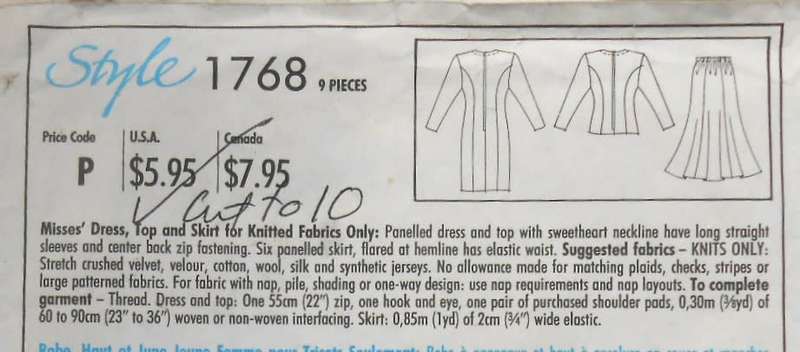 Style 1768 9 PIECES
Price Code U.S.A. Canada
P $5.95 $7.95
Cut to 10
Misses' Dress, Top and Skirt for Knitted Fabrics Only: Panelled dress and top with sweetheart neckline have long straight
sleeves and center back zip fastening. Six panelled skirt, flared at hemline has elastic waist. Suggested fabrics – KNITS ONLY:
Stretch crushed velvet, velour, cotton, wool, silk and synthetic jerseys. No allowance made for matching plaids, checks, stripes or
large patterned fabrics. For fabric with nap, pile, shading or one-way design: use nap requirements and nap layouts. To complete
garment – Thread. Dress and top: One 55cm (22") zip, one hook and eye, one pair of purchased shoulder pads, 0,30m (⅜yd) of
60 to 90cm (23" to 36") woven or non-woven interfacing. Skirt: 0,85m (1yd) of 2cm (¾") wide elastic.